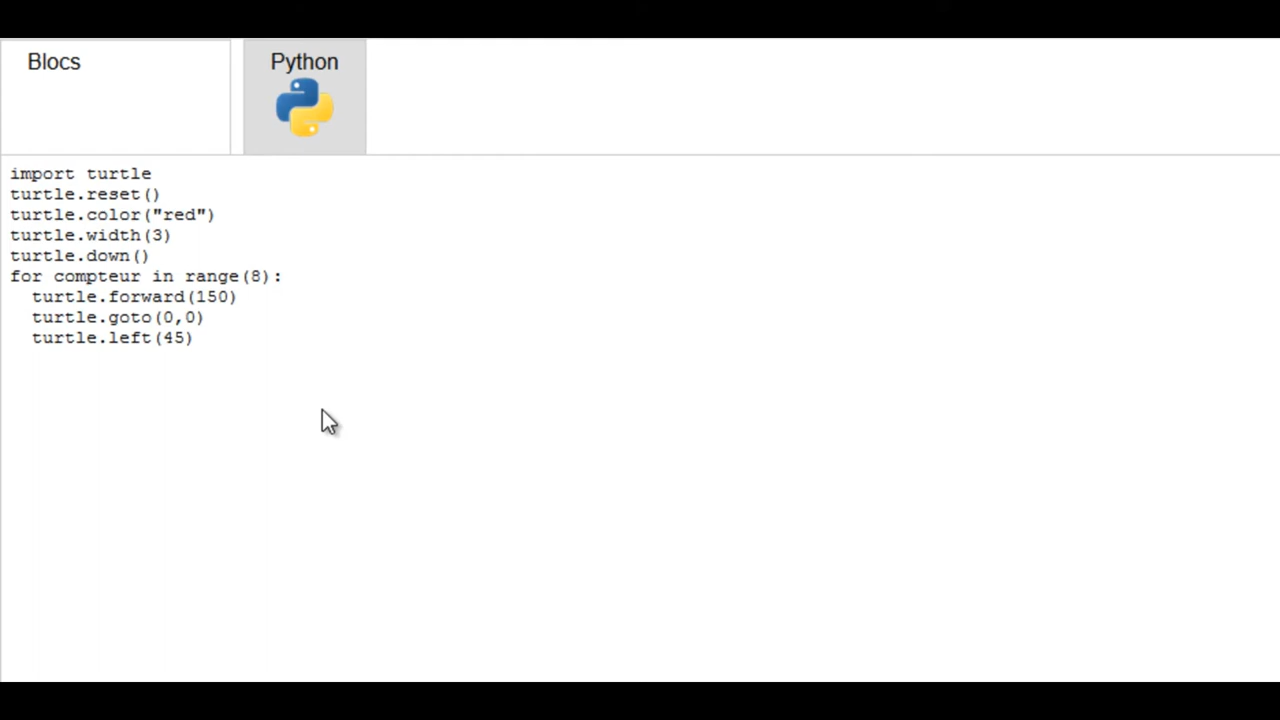 Blocs
Python
import turtle
turtle.reset()
turtle.color("red")
turtle.width(3)
turtle.down()
for compteur in range(8):
  turtle.forward(150)
  turtle.goto(0,0)
  turtle.left(45)